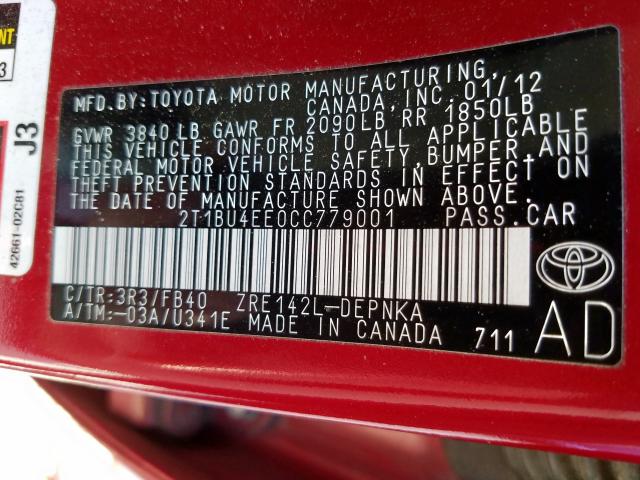 MFD.BY:TOYOTA MOTOR MANUFACTURING,
CANADA, INC. 01/12
GVWR 3840 LB GAWR FR 2090LB, RR 1850LB
THIS VEHICLE CONFORMS TO ALL APPLICABLE
FEDERAL MOTOR VEHICLE SAFETY, BUMPER, AND
THEFT PREVENTION STANDARDS IN EFFECT ON
THE DATE OF MANUFACTURE SHOWN ABOVE.
2T1BU4EE0CC779001 PASS.CAR
C/TR:3R3/FB40 ZRE142L-DEPNKA
A/TM:-03A/U341E MADE IN CANADA 711
AD
J3
42661-02C81
3